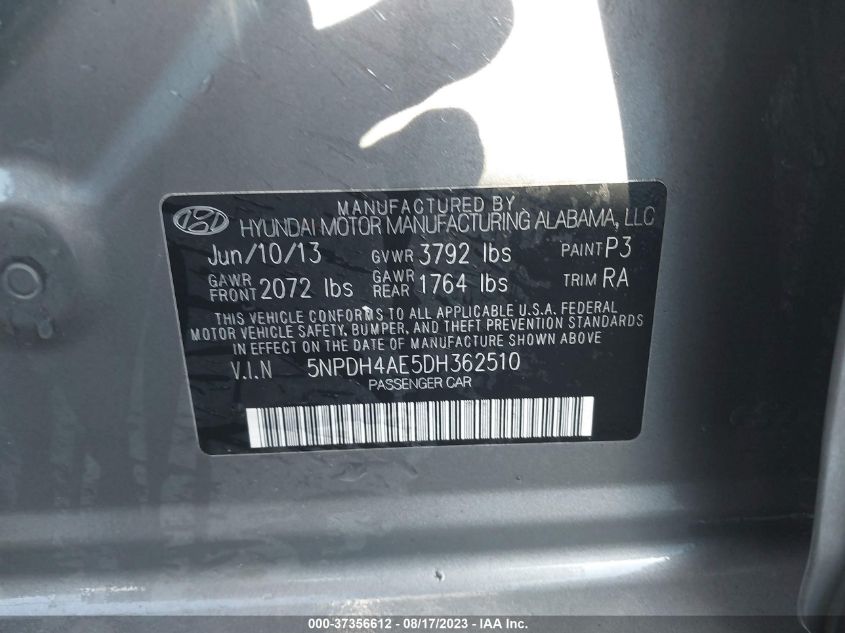 MANUFACTURED BY
HYUNDAI MOTOR MANUFACTURING ALABAMA, LLC
Jun/10/13 GVWR 3792 lbs PAINT P3
GAWR FRONT 2072 lbs GAWR REAR 1764 lbs TRIM RA
THIS VEHICLE CONFORMS TO ALL APPLICABLE U.S.A. FEDERAL
MOTOR VEHICLE SAFETY, BUMPER, AND THEFT PREVENTION STANDARDS
IN EFFECT ON THE DATE OF MANUFACTURE SHOWN ABOVE
V.I.N 5NPDH4AE5DH362510
PASSENGER CAR
000-37356612 - 08/17/2023 - IAAI.COM